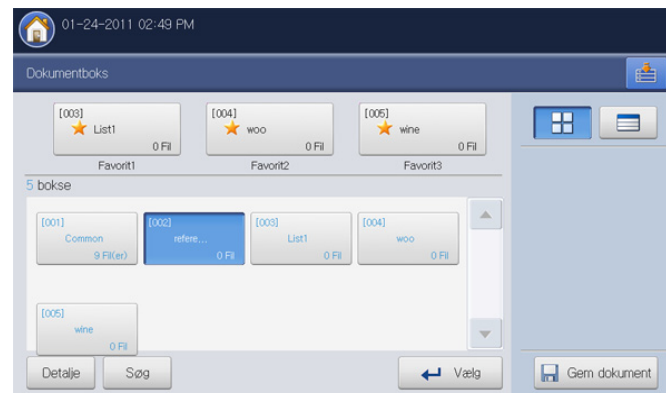 01-24-2011 02:49 PM
Dokumentboks
[003] [004] [005]
List1 woo wine
0 Fil 0 Fil 0 Fil
Favorit1 Favorit2 Favorit3
5 bokse
[001] [002] [003] [004]
Common refere... List1 woo
9 Fil(er) 0 Fil 0 Fil 0 Fil
[005]
wine
0 Fil
Detalje Søg Vælg Gem dokument